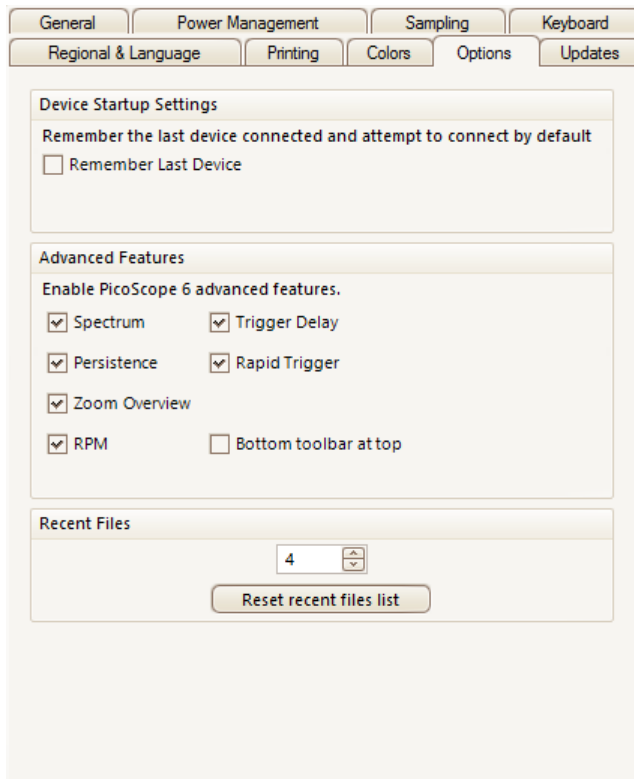 General Power Management Sampling Keyboard
Regional & Language Printing Colors Options Updates
Device Startup Settings
Remember the last device connected and attempt to connect by default
Remember Last Device
Advanced Features
Enable PicoScope 6 advanced features.
Spectrum Trigger Delay
Persistence Rapid Trigger
Zoom Overview
RPM Bottom toolbar at top
Recent Files
4
Reset recent files list